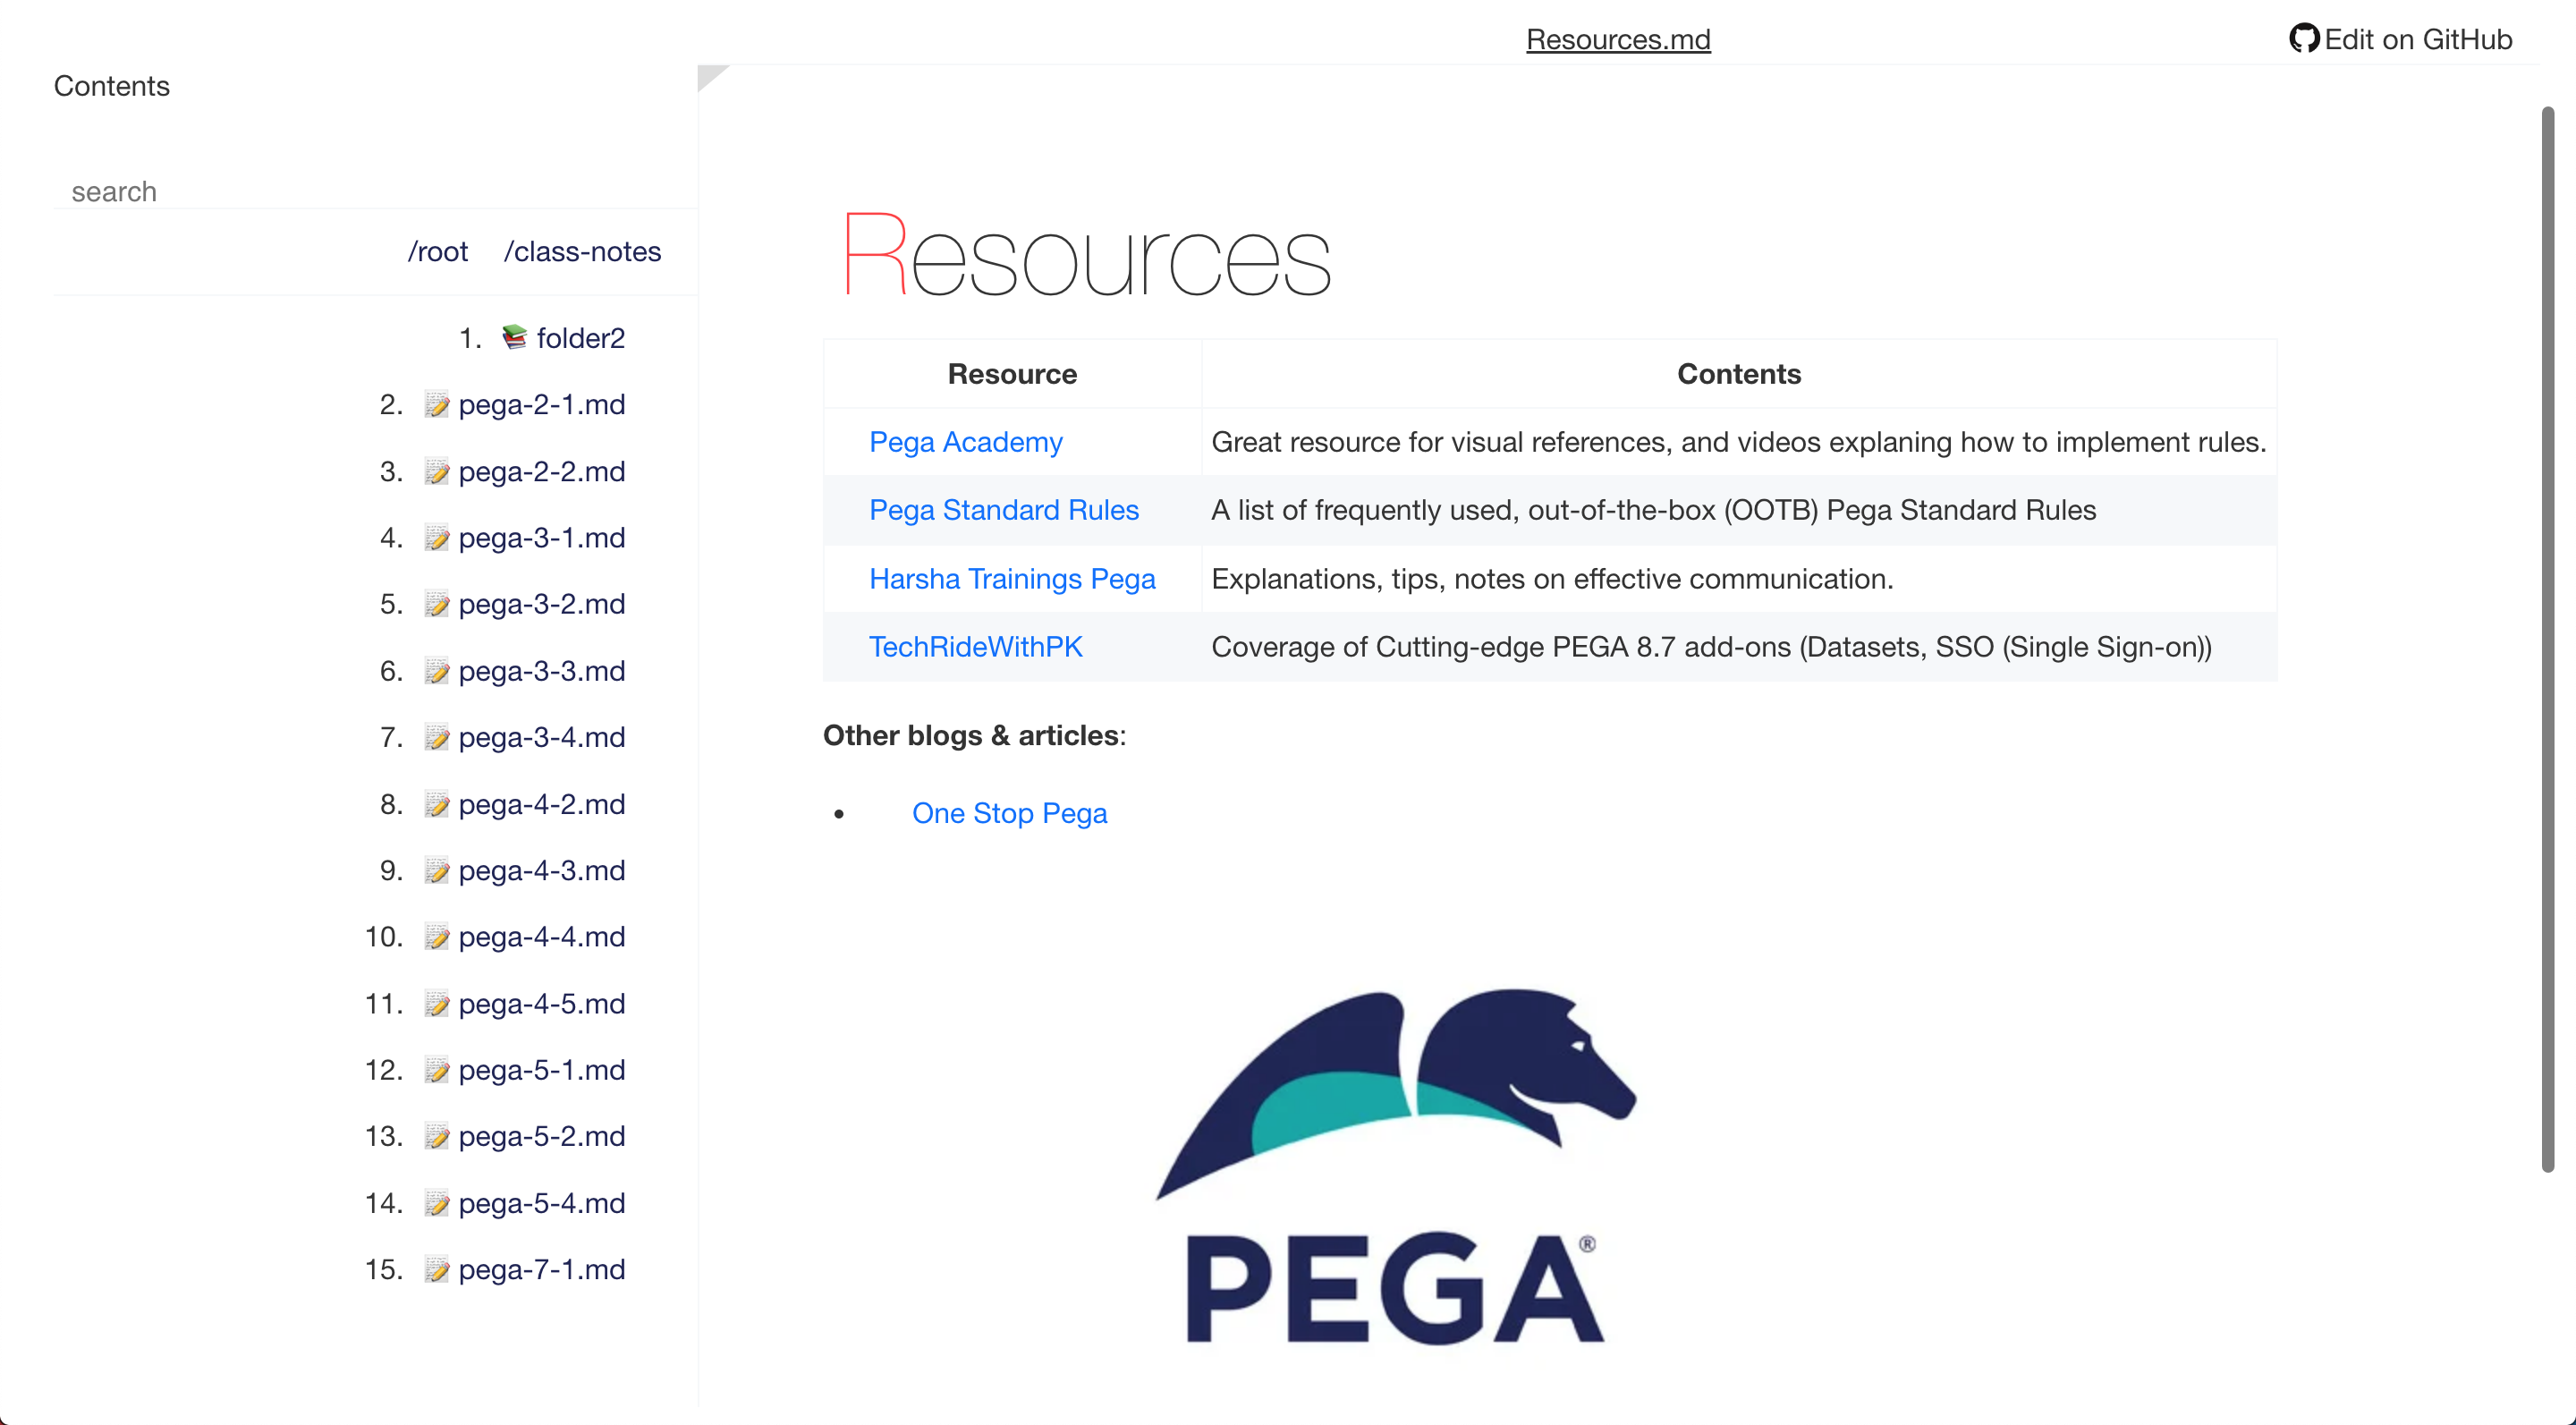 Resources.md
Edit on GitHub
Contents
search
/root /class-notes
1. folder2
2. pega-2-1.md
3. pega-2-2.md
4. pega-3-1.md
5. pega-3-2.md
6. pega-3-3.md
7. pega-3-4.md
8. pega-4-2.md
9. pega-4-3.md
10. pega-4-4.md
11. pega-4-5.md
12. pega-5-1.md
13. pega-5-2.md
14. pega-5-4.md
15. pega-7-1.md
Resources
Resource Contents
Pega Academy Great resource for visual references, and videos explaning how to implement rules.
Pega Standard Rules A list of frequently used, out-of-the-box (OOTB) Pega Standard Rules
Harsha Trainings Pega Explanations, tips, notes on effective communication.
TechRideWithPK Coverage of Cutting-edge PEGA 8.7 add-ons (Datasets, SSO (Single Sign-on))
Other blogs & articles:
• One Stop Pega
PEGA®